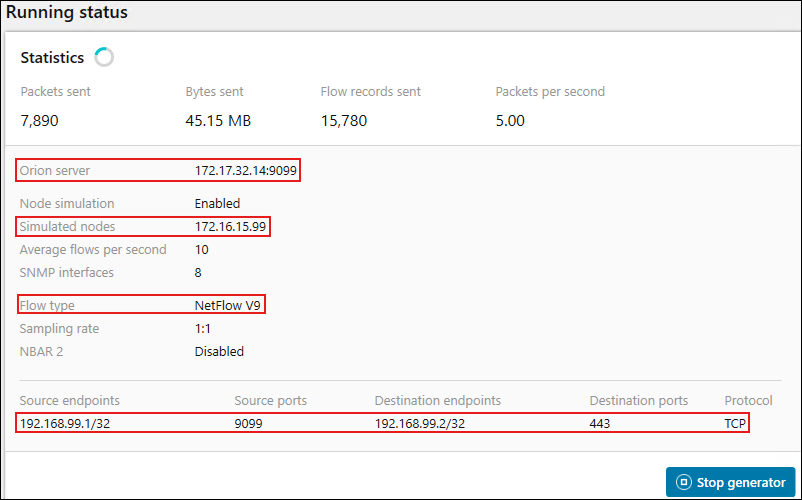 Running status
Statistics
Packets sent Bytes sent Flow records sent Packets per second
7,890 45.15 MB 15,780 5.00
Orion server 172.17.32.14:9099
Node simulation Enabled
Simulated nodes 172.16.15.99
Average flows per second 10
SNMP interfaces 8
Flow type NetFlow V9
Sampling rate 1:1
NBAR 2 Disabled
Source endpoints Source ports Destination endpoints Destination ports Protocol
192.168.99.1/32 9099 192.168.99.2/32 443 TCP
Stop generator